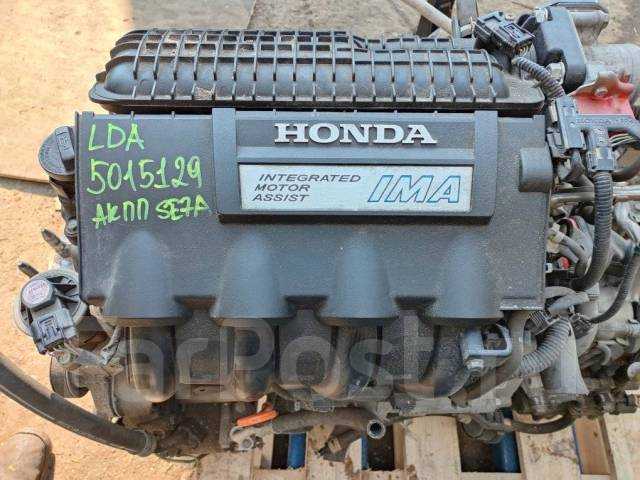 HONDA
INTEGRATED
MOTOR
ASSIST
IMA
LDA
5015129
АКПП SE7A